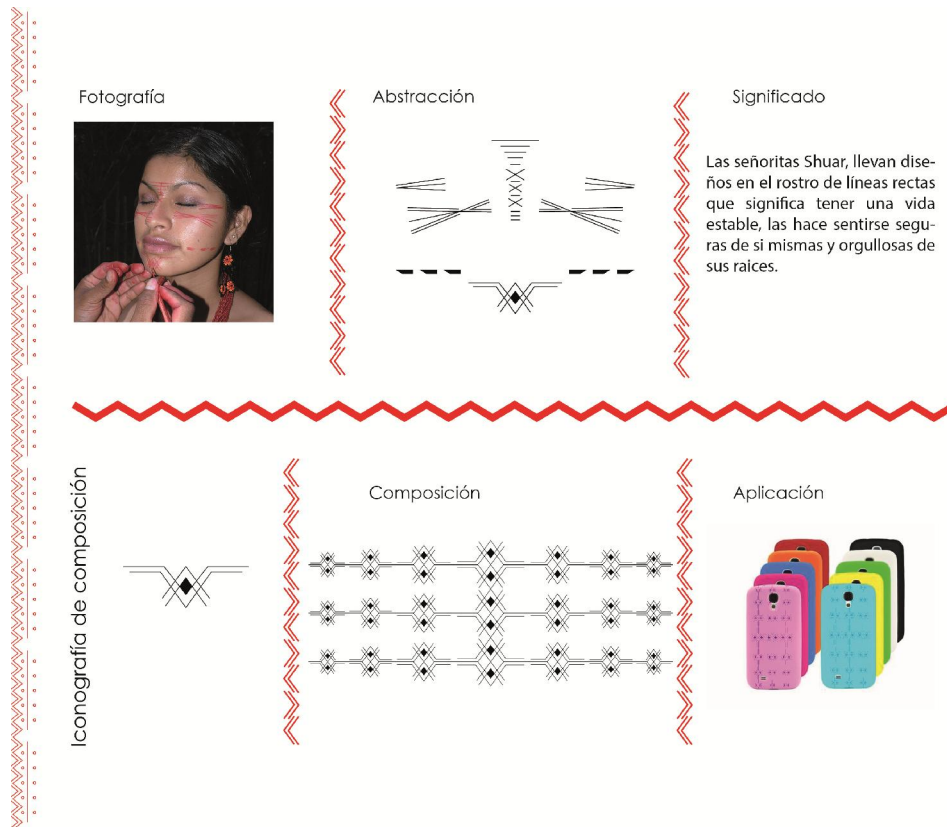 Fotografía
Abstracción
Significado
Las señoritas Shuar, llevan dise-
ños en el rostro de líneas rectas
que significa tener una vida
estable, las hace sentirse segu-
ras de si mismas y orgullosas de
sus raices.
Iconografía de composición
Composición
Aplicación